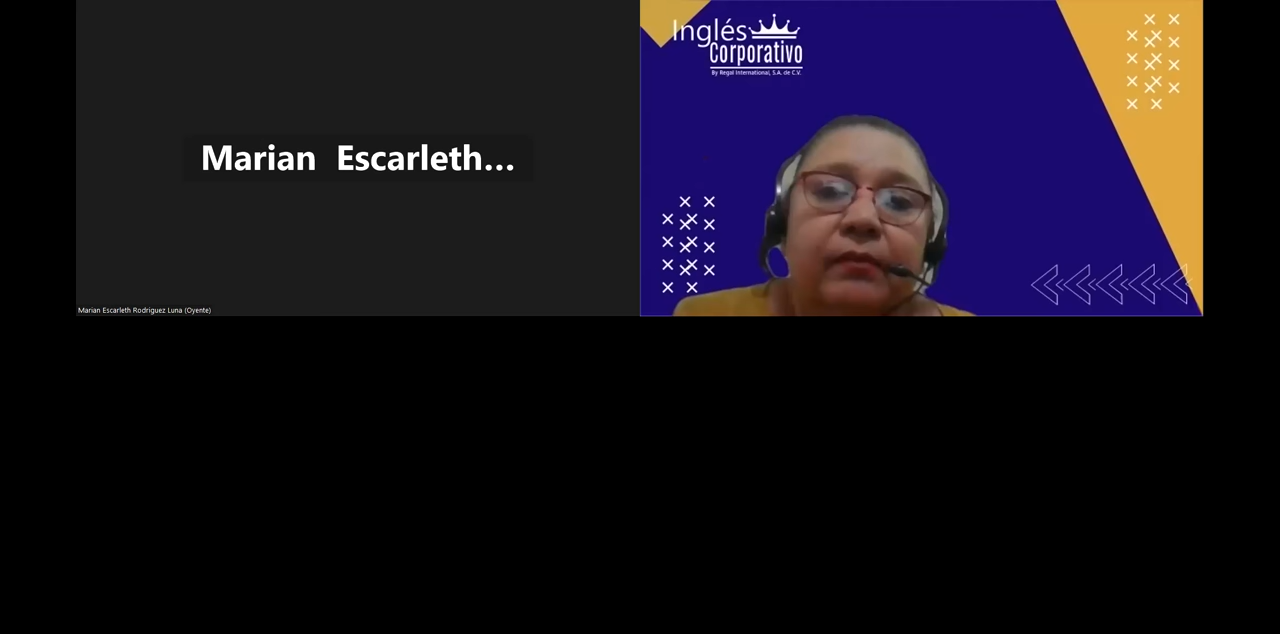 Marian Escarleth...
Marian Escarleth Rodriguez Luna (Oyente)
Inglés
Corporativo
By Regal International, S.A. de C.V.